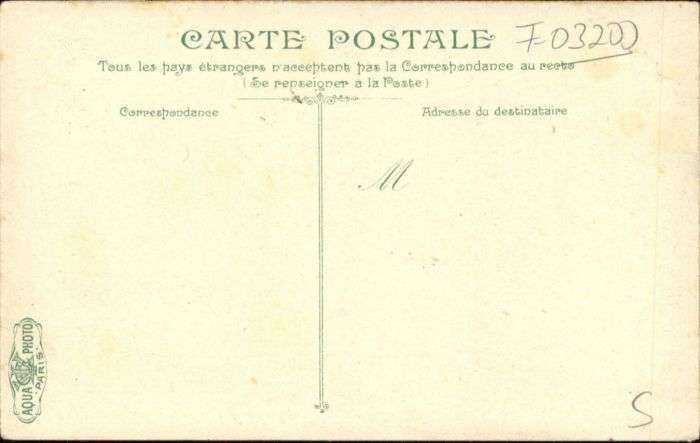 CARTE POSTALE
F-03200
Tous les pays étrangers n'acceptent pas la Correspondance au recto
(Se renseigner à la Poste)
Correspondance
Adresse du destinataire
M
AQUA PHOTO
PARIS
S